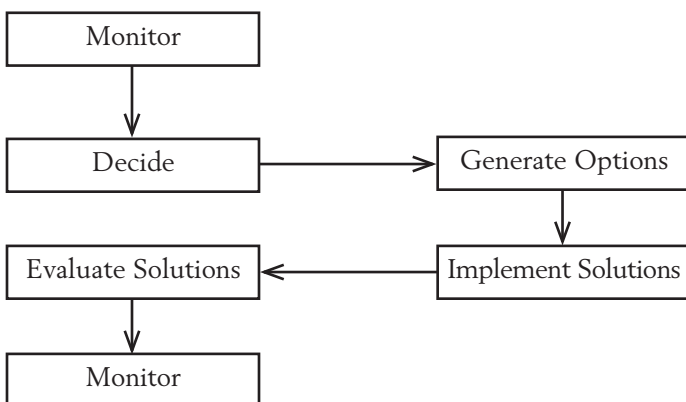 Monitor
Decide
Generate Options
Implement Solutions
Evaluate Solutions
Monitor